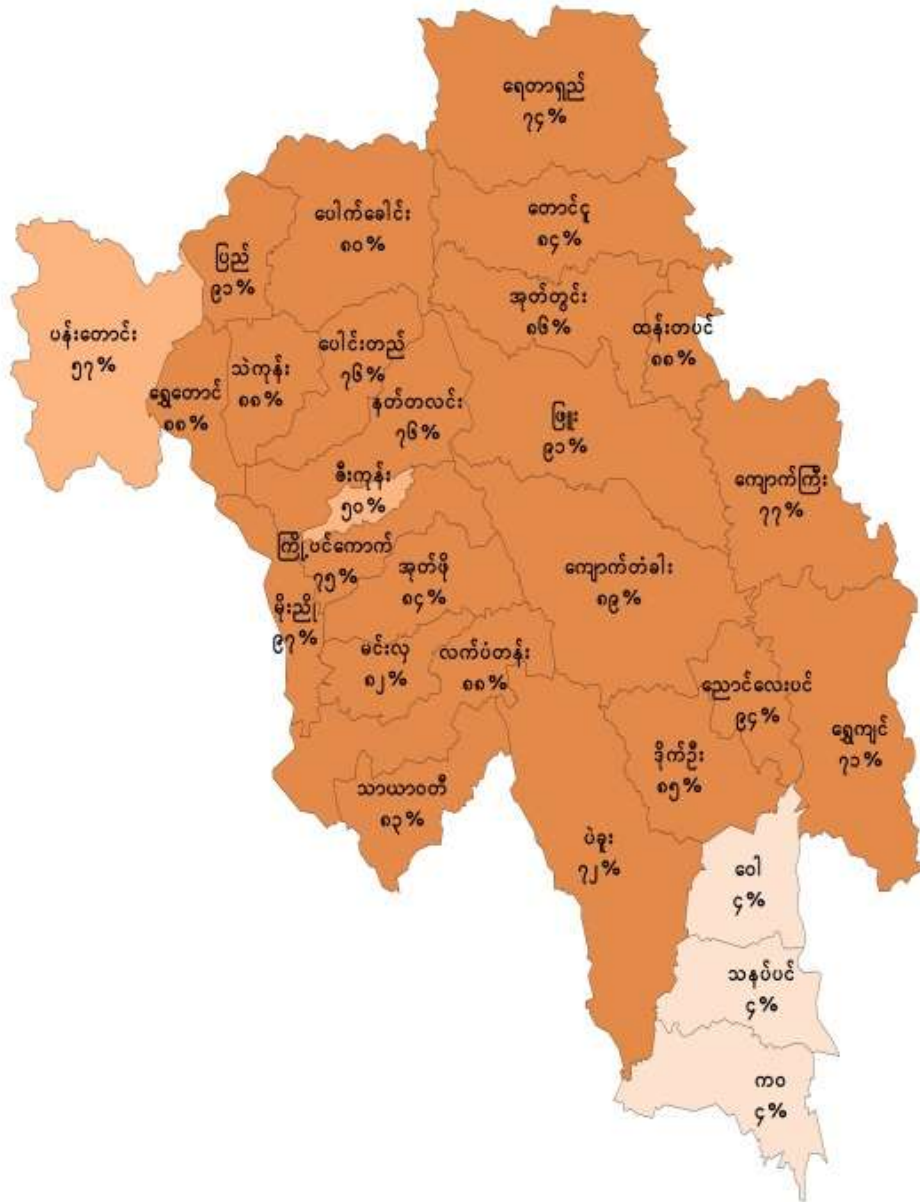 ရေတာရှည်
၇၄%
တောင်ငူ
၈၄%
ပေါက်ခေါင်း
၈၀%
ပြည်
၉၁%
အုတ်တွင်း
၈၆%
ထန်းတပင်
၈၈%
ပန်းတောင်း
၅၇%
ပေါင်းတည်
၇၆%
သဲကုန်း
၈၈%
ရွှေတောင်
၈၈%
နတ်တလင်း
၇၆%
ဖြူး
၉၁%
ကျောက်ကြီး
၇၇%
ဇီးကုန်း
၅၀%
ကြို့ပင်ကောက်
၇၅%
အုတ်ဖို
၈၄%
ကျောက်တံခါး
၈၉%
မိုးညို
၉၇%
မင်းလှ
၈၂%
လက်ပံတန်း
၈၈%
ညောင်လေးပင်
၉၄%
ရွှေကျင်
၇၁%
ဒိုက်ဦး
၈၅%
သာယာဝတီ
၈၃%
ပဲခူး
၇၂%
ဝေါ
၄%
သနပ်ပင်
၄%
ကဝ
၄%